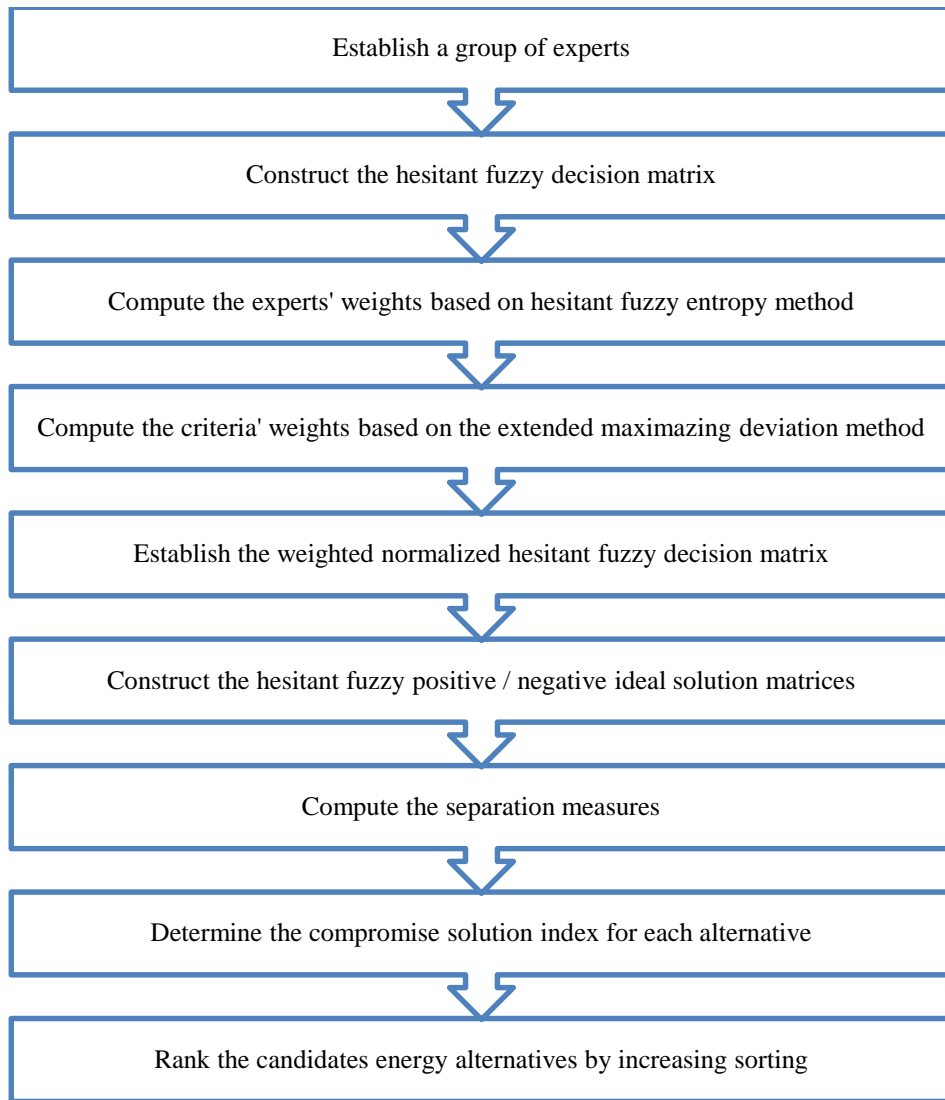 Establish a group of experts
Construct the hesitant fuzzy decision matrix
Compute the experts' weights based on hesitant fuzzy entropy method
Compute the criteria' weights based on the extended maximazing deviation method
Establish the weighted normalized hesitant fuzzy decision matrix
Construct the hesitant fuzzy positive / negative ideal solution matrices
Compute the separation measures
Determine the compromise solution index for each alternative
Rank the candidates energy alternatives by increasing sorting